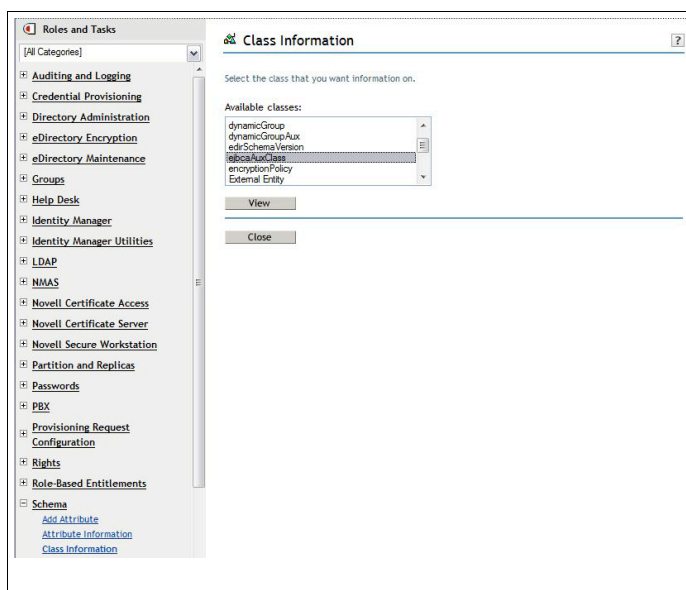 Roles and Tasks
[All Categories]
Auditing and Logging
Credential Provisioning
Directory Administration
eDirectory Encryption
eDirectory Maintenance
Groups
Help Desk
Identity Manager
Identity Manager Utilities
LDAP
NMAS
Novell Certificate Access
Novell Certificate Server
Novell Secure Workstation
Partition and Replicas
Passwords
PBX
Provisioning Request
Configuration
Rights
Role-Based Entitlements
Schema
Add Attribute
Attribute Information
Class Information
Class Information
?
Select the class that you want information on.
Available classes:
dynamicGroup
dynamicGroupAux
edirSchemaVersion
ejbcaAuxClass
encryptionPolicy
External Entity
View
Close